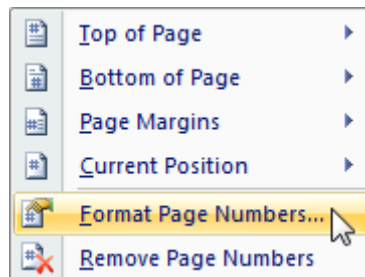 Top of Page
Bottom of Page
Page Margins
Current Position
Format Page Numbers...
Remove Page Numbers